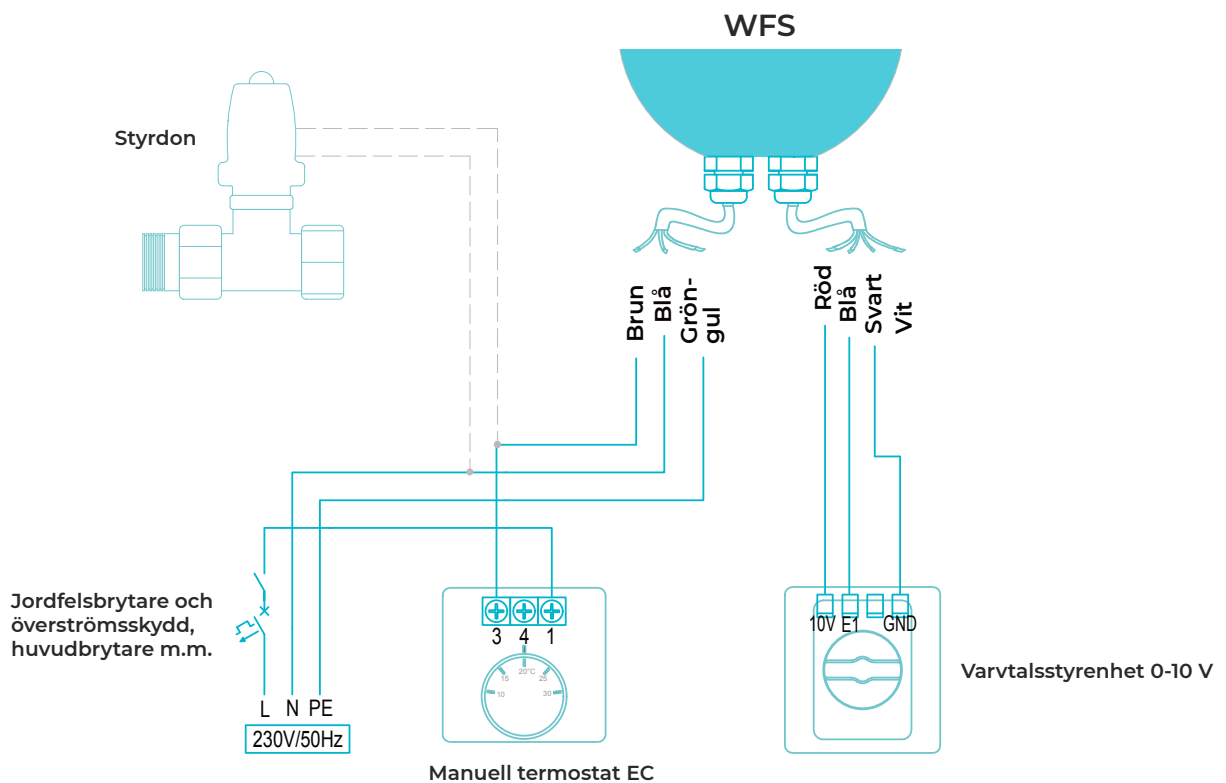 WFS
Styrdon
Brun
Blå
Grön-
gul
Röd
Blå
Svart
Vit
Jordfelsbrytare och
överströmsskydd,
huvudbrytare m.m.
3 4 1
10V E1 GND
10 15 20°C 25 30
Varvtalsstyrenhet 0-10 V
L N PE
230V/50Hz
Manuell termostat EC